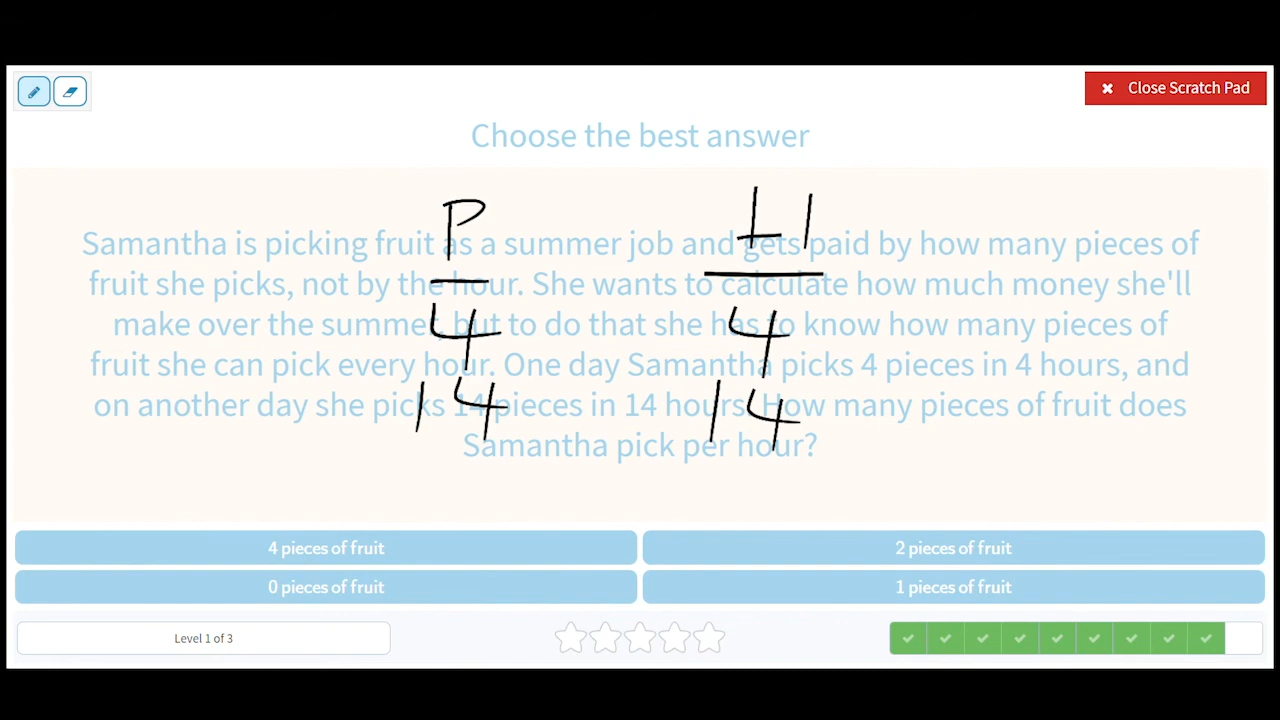 Close Scratch Pad
Choose the best answer
P H
Samantha is picking fruit as a summer job and gets paid by how many pieces of
fruit she picks, not by the hour. She wants to calculate how much money she'll
make over the summer, but to do that she has to know how many pieces of
4 4
fruit she can pick every hour. One day Samantha picks 4 pieces in 4 hours, and
on another day she picks 14 pieces in 14 hours. How many pieces of fruit does
14 14
Samantha pick per hour?
4 pieces of fruit
2 pieces of fruit
0 pieces of fruit
1 pieces of fruit
Level 1 of 3